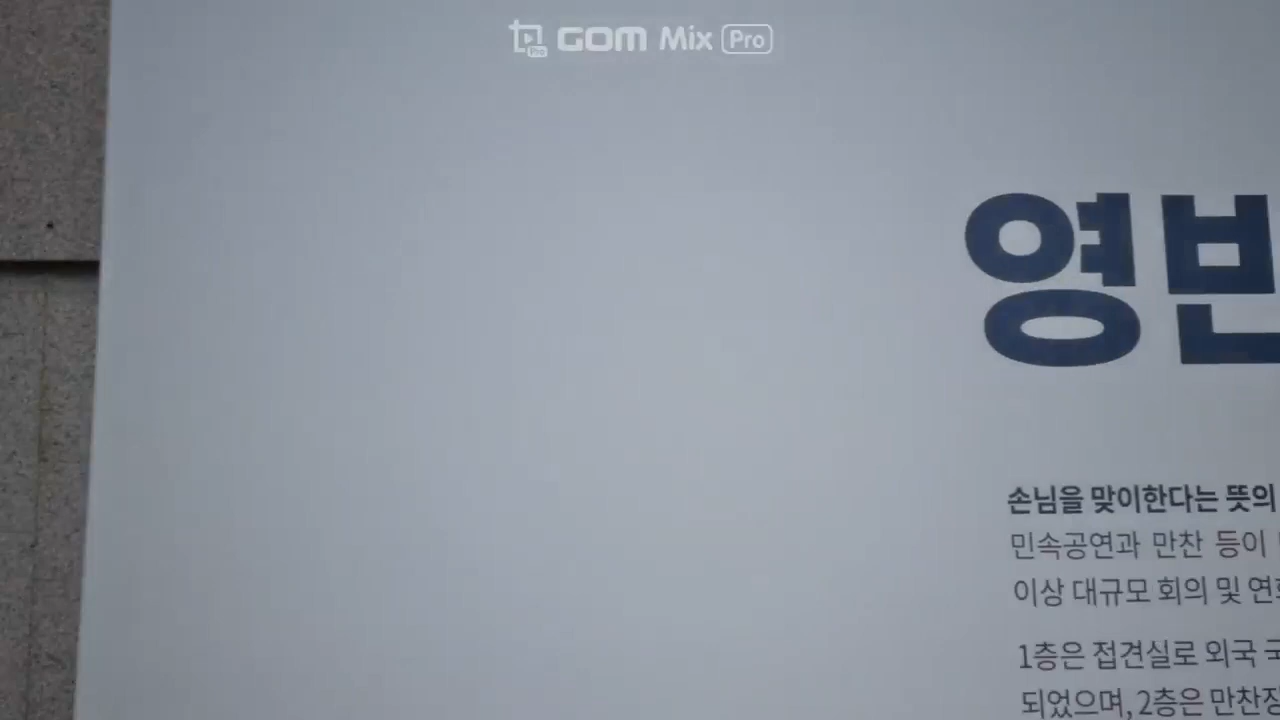 GOM Mix Pro
영빈
손님을 맞이한다는 뜻의
민속공연과 만찬 등이
이상 대규모 회의 및
1층은 접견실로 외국
되었으며, 2층은